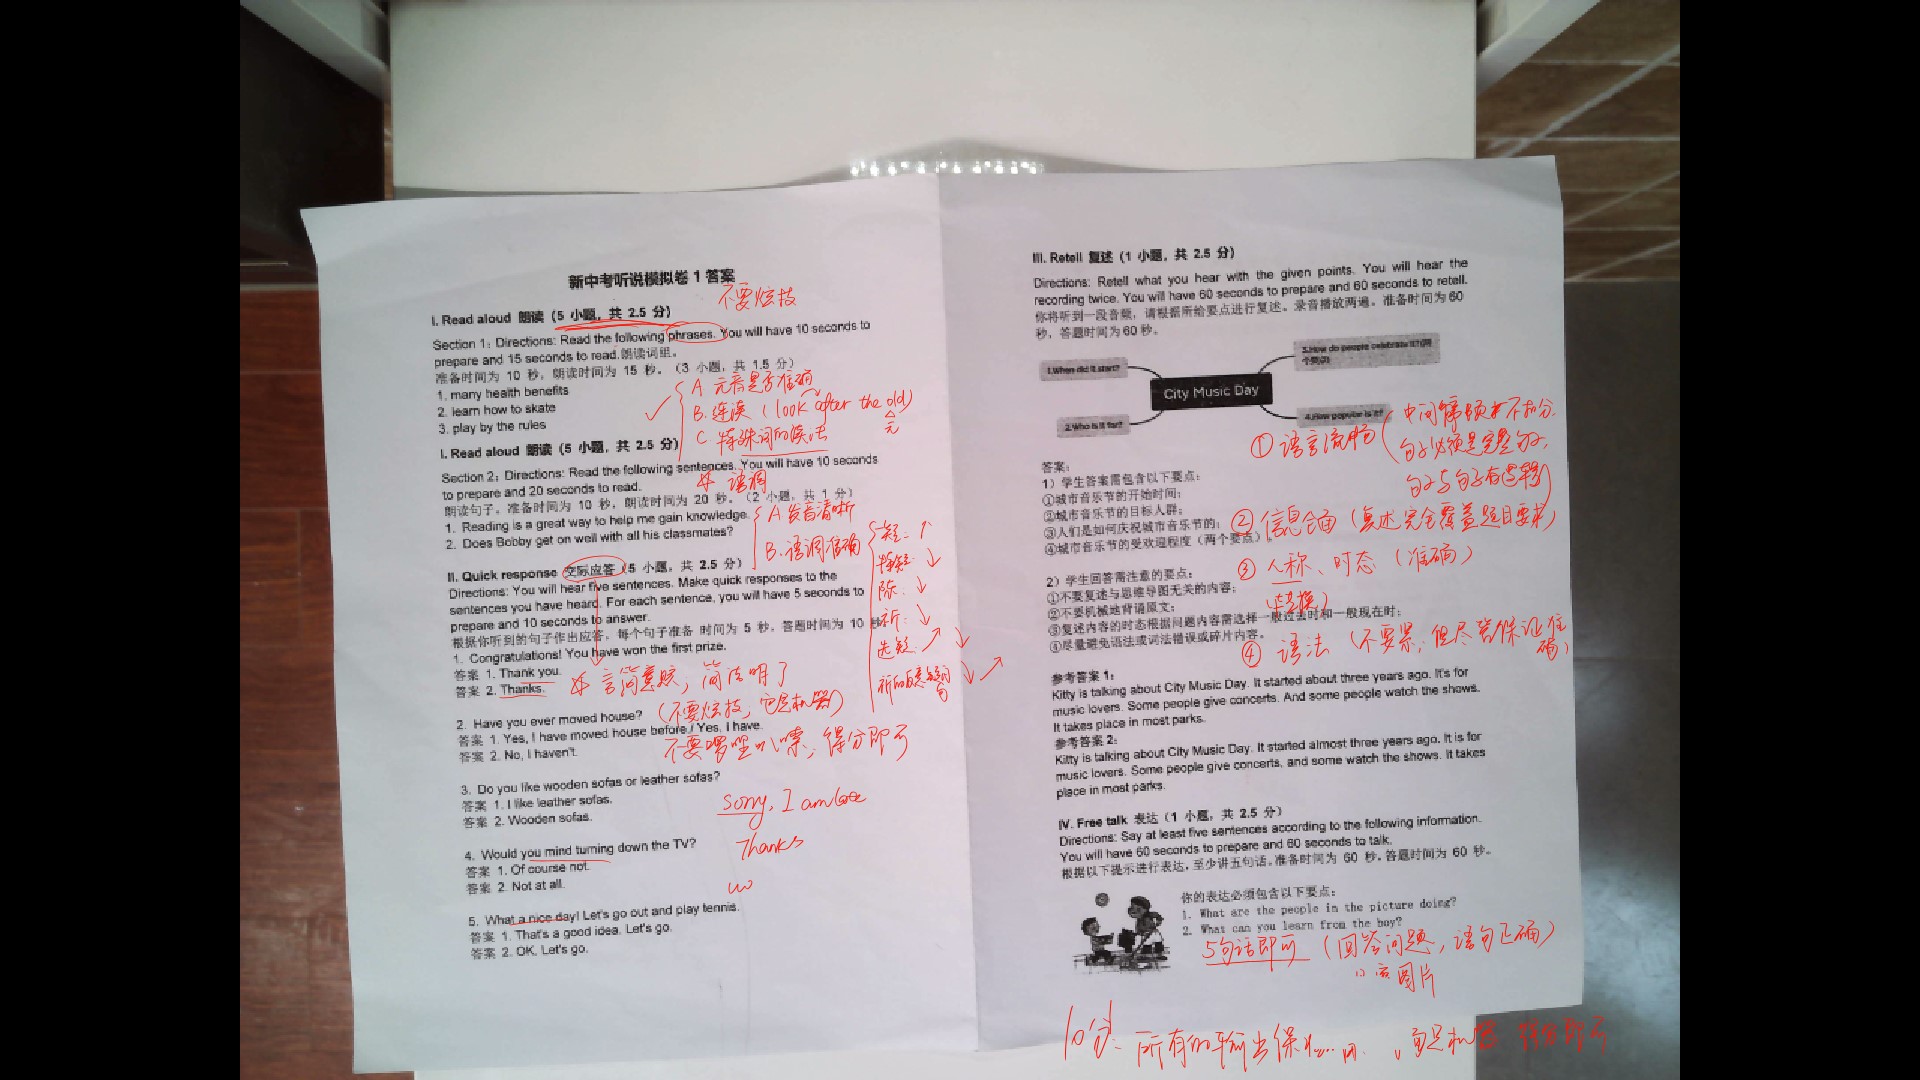 新中考听说模拟卷 1 答案
不要炫技
I. Read aloud 朗读（5 小题，共 2.5 分）
Section 1：Directions: Read the following phrases. You will have 10 seconds to
prepare and 15 seconds to read.朗读词组。
准备时间为 10 秒，朗读时间为 15 秒。（3 小题，共 1.5 分）
1. many health benefits
2. learn how to skate
3. play by the rules
A 元音是否准确
B. 连读（look after the old）
元
C 特殊词的读法
I. Read aloud 朗读（5 小题，共 2.5 分）
Section 2：Directions: Read the following sentences. You will have 10 seconds
to prepare and 20 seconds to read.
语调
朗读句子。准备时间为 10 秒，朗读时间为 20 秒。（2 小题，共 1 分）
1. Reading is a great way to help me gain knowledge.
2. Does Bobby get on well with all his classmates?
A 发音清晰
B. 语调准确
疑：↑
特疑：↓
陈：↓
祈：↓
选疑：↗ ↓
↓ ↗
II. Quick response 交际应答（5 小题，共 2.5 分）
Directions: You will hear five sentences. Make quick responses to the
sentences you have heard. For each sentence, you will have 5 seconds to
prepare and 10 seconds to answer.
根据你听到的句子作出应答，每个句子准备 时间为 5 秒，答题时间为 10 秒
1. Congratulations! You have won the first prize.
答案 1. Thank you.
答案 2. Thanks.
言简意赅，简洁明了
（不要炫技，它是机器）
2. Have you ever moved house?
答案 1. Yes, I have moved house before./ Yes, I have.
答案 2. No, I haven't.
不要啰哩八嗦，得分即可
3. Do you like wooden sofas or leather sofas?
答案 1. I like leather sofas.
答案 2. Wooden sofas.
sorry, I am late
Thanks
4. Would you mind turning down the TV?
答案 1. Of course not.
答案 2. Not at all.
5. What a nice day! Let's go out and play tennis.
答案 1. That's a good idea. Let's go.
答案 2. OK. Let's go.
III. Retell 复述（1 小题，共 2.5 分）
Directions: Retell what you hear with the given points. You will hear the
recording twice. You will have 60 seconds to prepare and 60 seconds to retell.
你将听到一段音频，请根据所给要点进行复述。录音播放两遍。准备时间为 60
秒，答题时间为 60 秒。
1.When did it start?
2.Who is it for?
City Music Day
3.How do people celebrate it?(两个要点)
4.How popular is it?
答案：
1）学生答案需包含以下要点：
①城市音乐节的开始时间；
②城市音乐节的目标人群；
③人们是如何庆祝城市音乐节的；
④城市音乐节的受欢迎程度（两个要点）。
① 语言流畅（中间停顿不扣分
句子必须是完整句子，
句子与句子有逻辑）
② 信息全面（复述完全覆盖题目要求）
③ 人称、时态（准确）
（转换）
④ 语法（不要紧，但尽管保证准确）
2）学生回答需注意的要点：
①不要复述与思维导图无关的内容；
②不要机械地背诵原文；
③复述内容的时态根据问题内容需选择一般过去时和一般现在时；
④尽量避免语法或词法错误或碎片内容。
参考答案 1：
Kitty is talking about City Music Day. It started about three years ago. It's for
music lovers. Some people give concerts. And some people watch the shows.
It takes place in most parks.
参考答案 2：
Kitty is talking about City Music Day. It started almost three years ago. It is for
music lovers. Some people give concerts, and some watch the shows. It takes
place in most parks.
IV. Free talk 表达（1 小题，共 2.5 分）
Directions: Say at least five sentences according to the following information.
You will have 60 seconds to prepare and 60 seconds to talk.
根据以下提示进行表达，至少讲五句话。准备时间为 60 秒，答题时间为 60 秒。
你的表达必须包含以下要点：
1. What are the people in the picture doing?
2. What can you learn from the boy?
5句话即可（回答问题，语句正确）
图片
10分：所有的输出保 得分即可